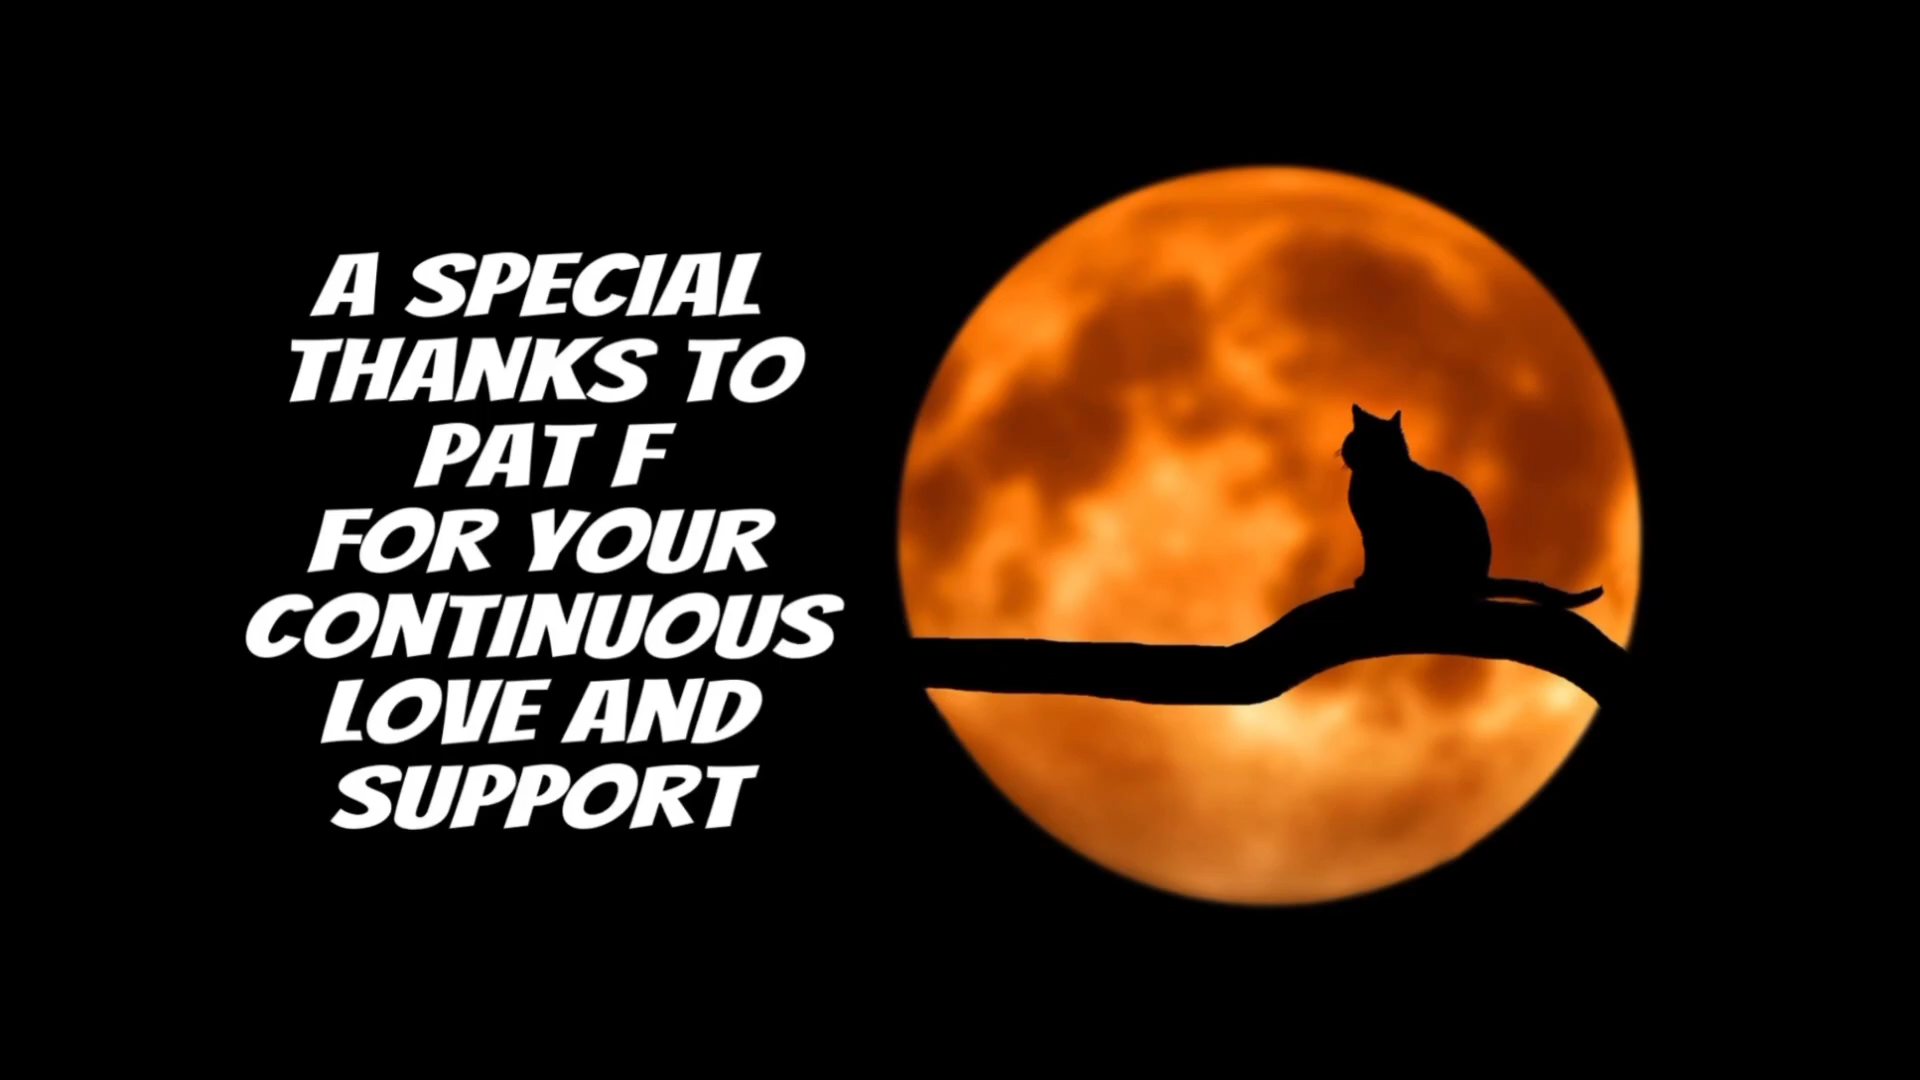 A SPECIAL
THANKS TO
PAT F
FOR YOUR
CONTINUOUS
LOVE AND
SUPPORT